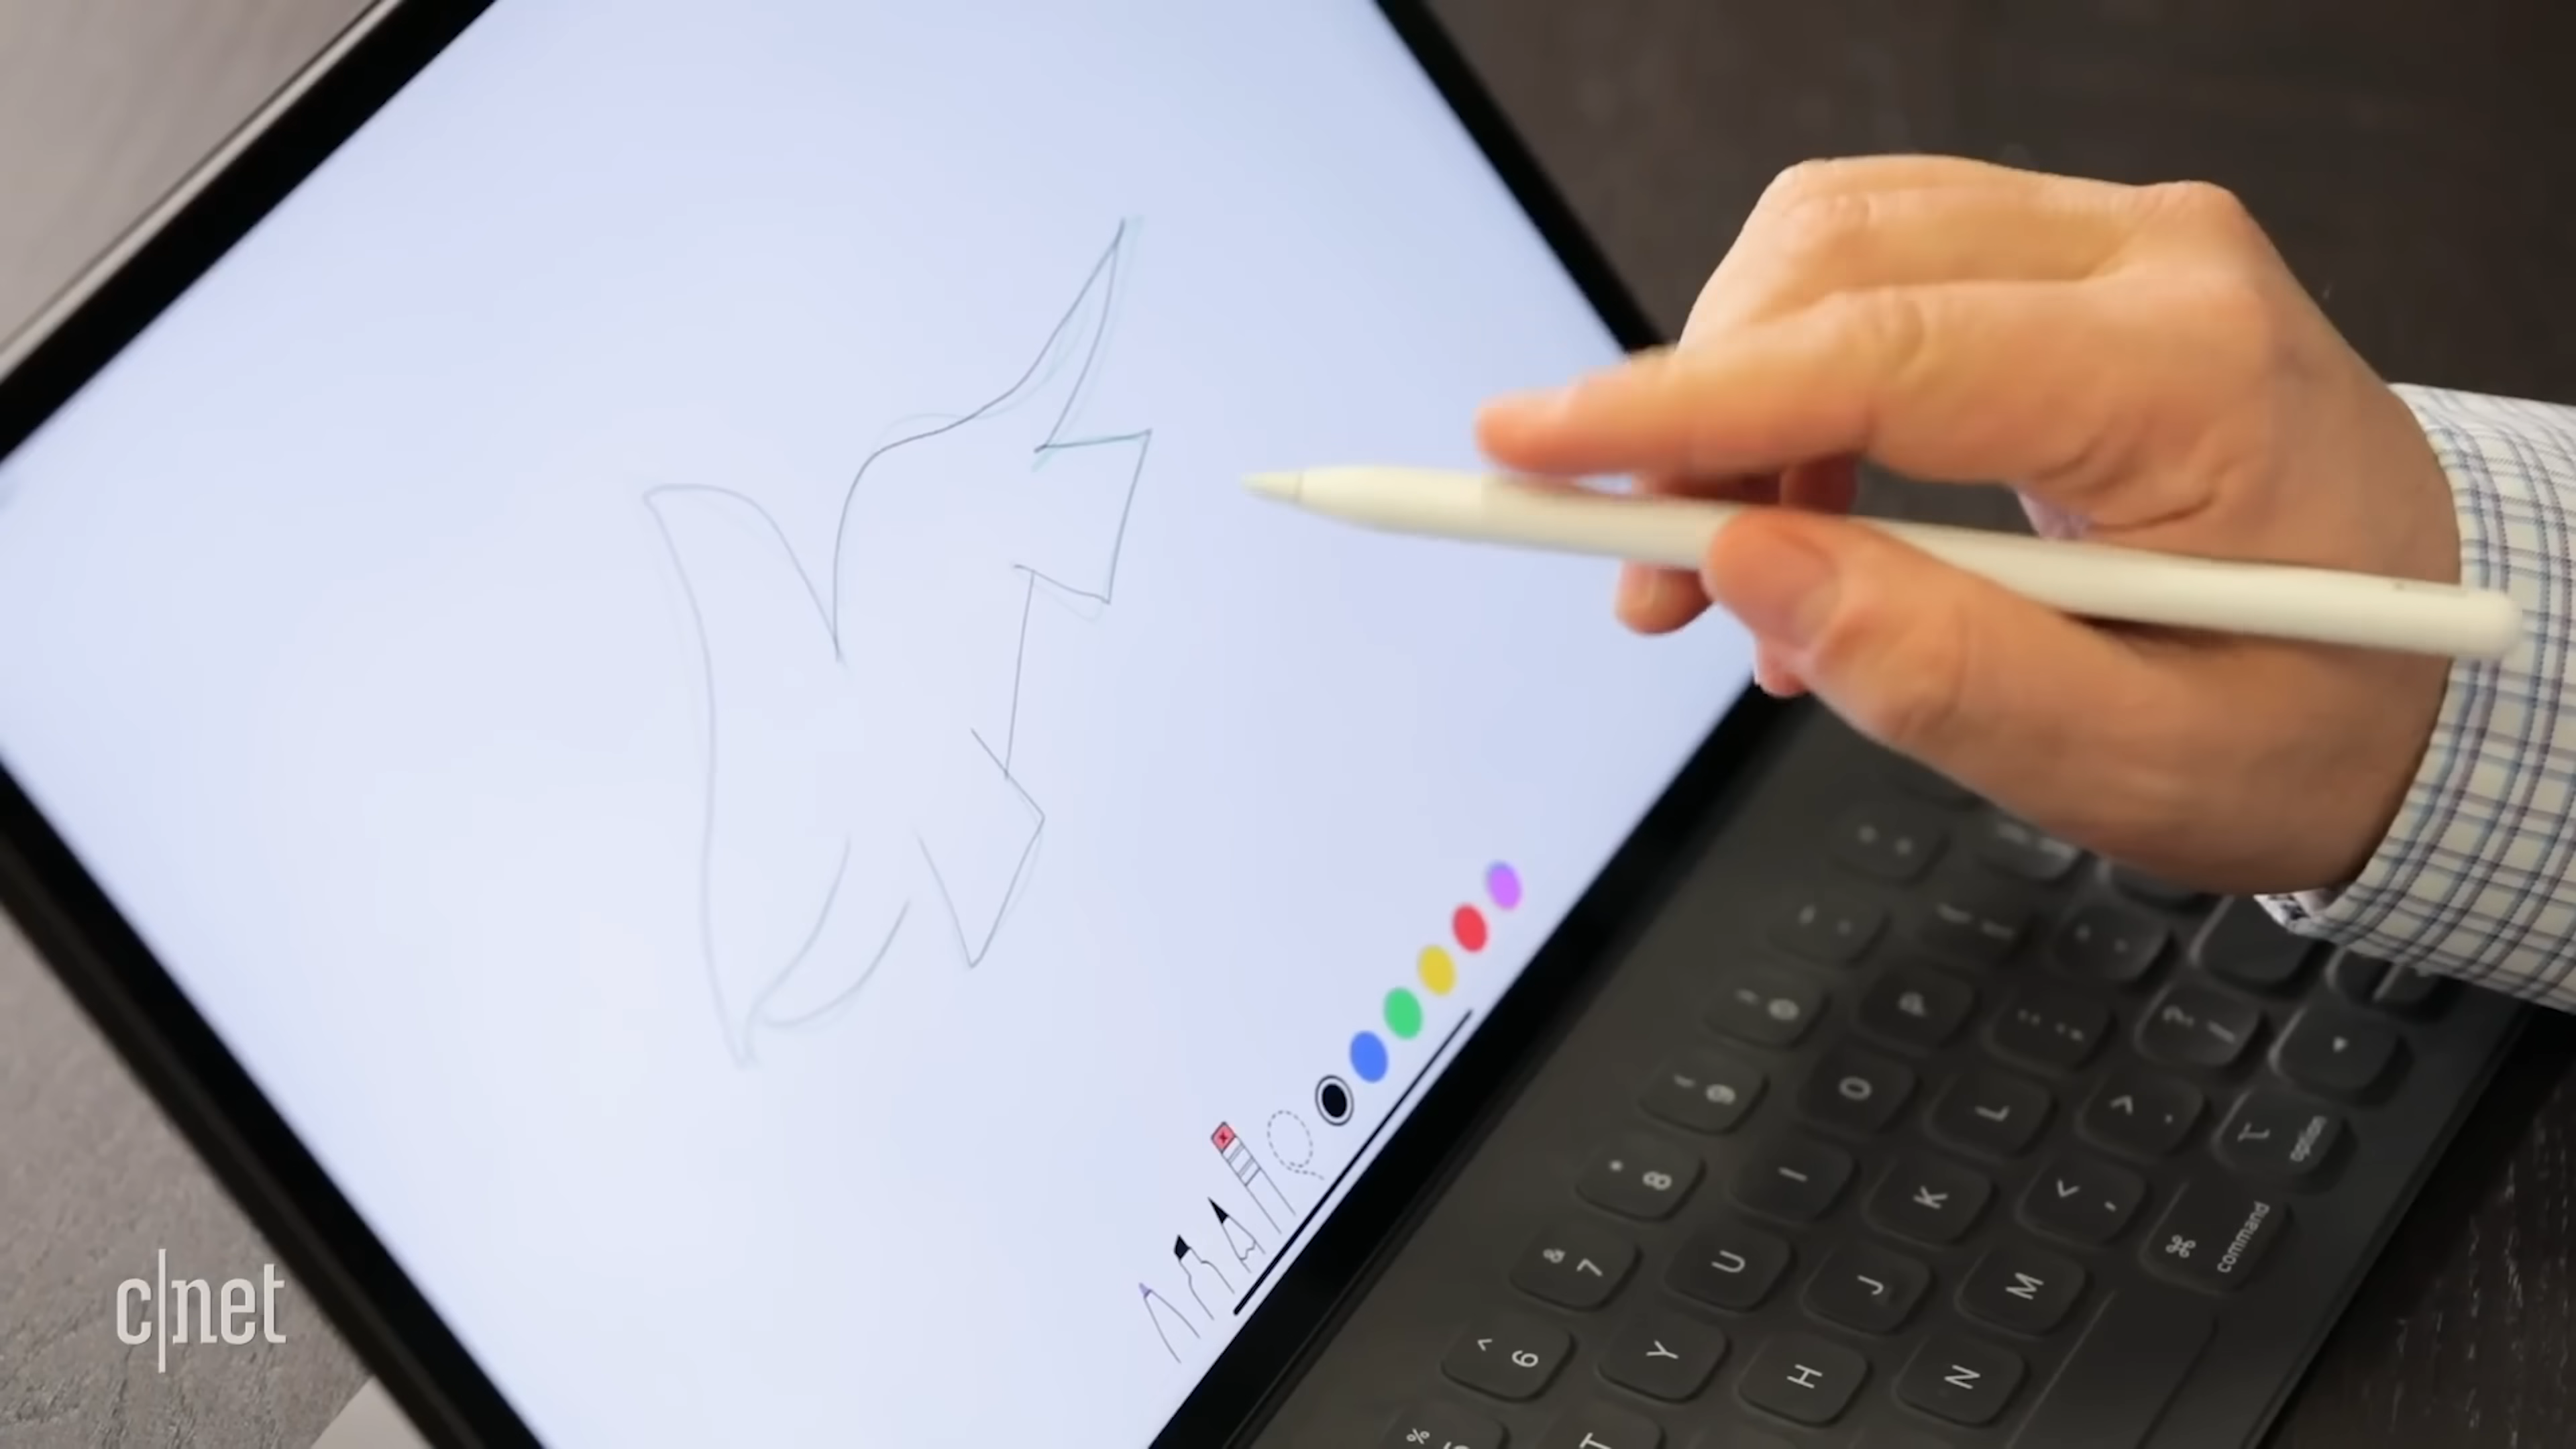 c|net
option
⌘
command
P
O
L
> .
? /
( 9
* 8
I
K
< ,
& 7
U
J
M
^ 6
Y
H
N
%
T